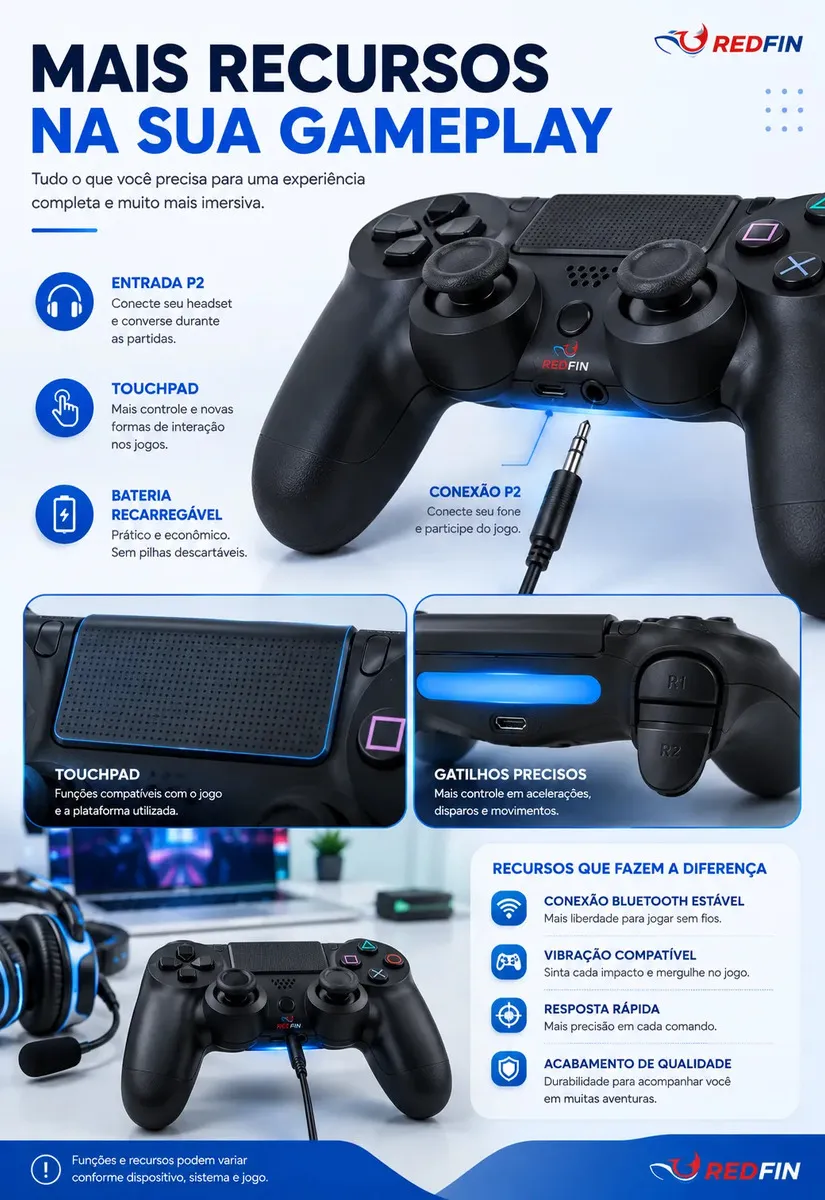 REDFIN
MAIS RECURSOS
NA SUA GAMEPLAY
Tudo o que você precisa para uma experiência
completa e muito mais imersiva.
ENTRADA P2
Conecte seu headset
e converse durante
as partidas.
TOUCHPAD
Mais controle e novas
formas de interação
nos jogos.
BATERIA
RECARREGÁVEL
Prático e econômico.
Sem pilhas descartáveis.
REDFIN
CONEXÃO P2
Conecte seu fone
e participe do jogo.
TOUCHPAD
Funções compatíveis com o jogo
e a plataforma utilizada.
R1
R2
GATILHOS PRECISOS
Mais controle em acelerações,
disparos e movimentos.
REDFIN
RECURSOS QUE FAZEM A DIFERENÇA
CONEXÃO BLUETOOTH ESTÁVEL
Mais liberdade para jogar sem fios.
VIBRAÇÃO COMPATÍVEL
Sinta cada impacto e mergulhe no jogo.
RESPOSTA RÁPIDA
Mais precisão em cada comando.
ACABAMENTO DE QUALIDADE
Durabilidade para acompanhar você
em muitas aventuras.
Funções e recursos podem variar
conforme dispositivo, sistema e jogo.
REDFIN